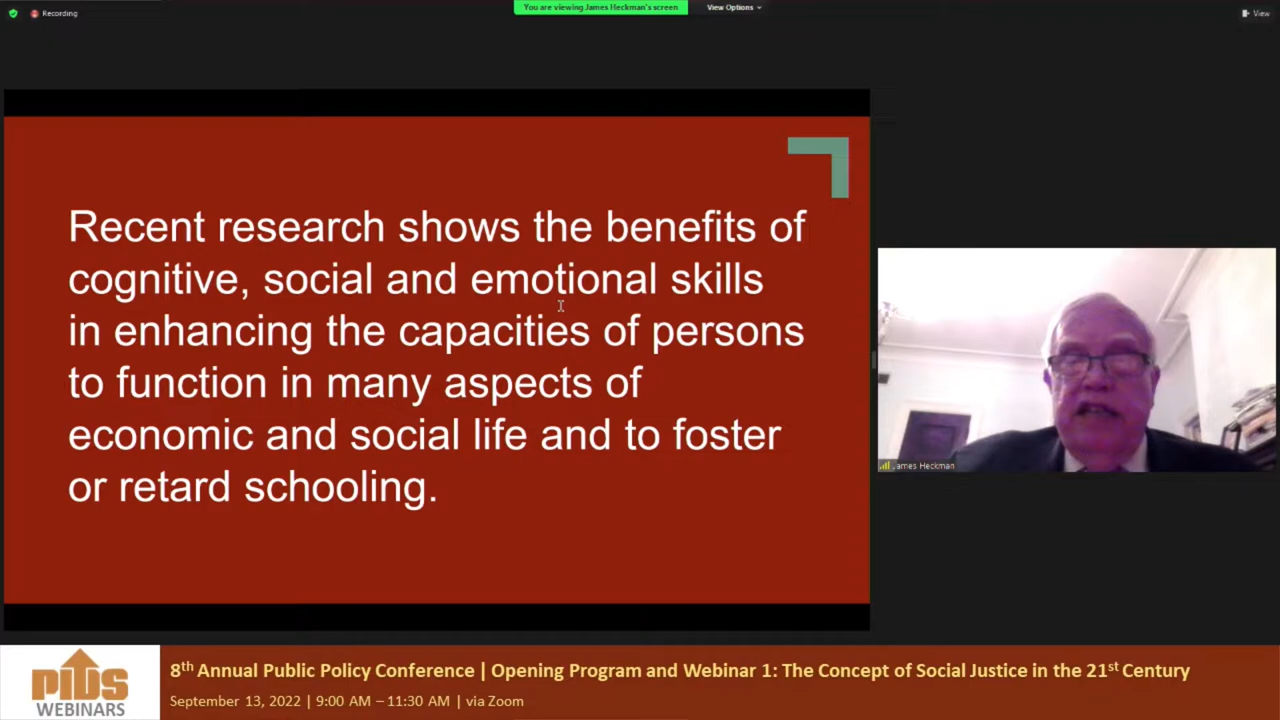 Recording
You are viewing James Heckman's screen
View Options
View
Recent research shows the benefits of
cognitive, social and emotional skills
in enhancing the capacities of persons
to function in many aspects of
economic and social life and to foster
or retard schooling.
James Heckman
PIDS
WEBINARS
8th Annual Public Policy Conference | Opening Program and Webinar 1: The Concept of Social Justice in the 21st Century
September 13, 2022 | 9:00 AM – 11:30 AM | via Zoom